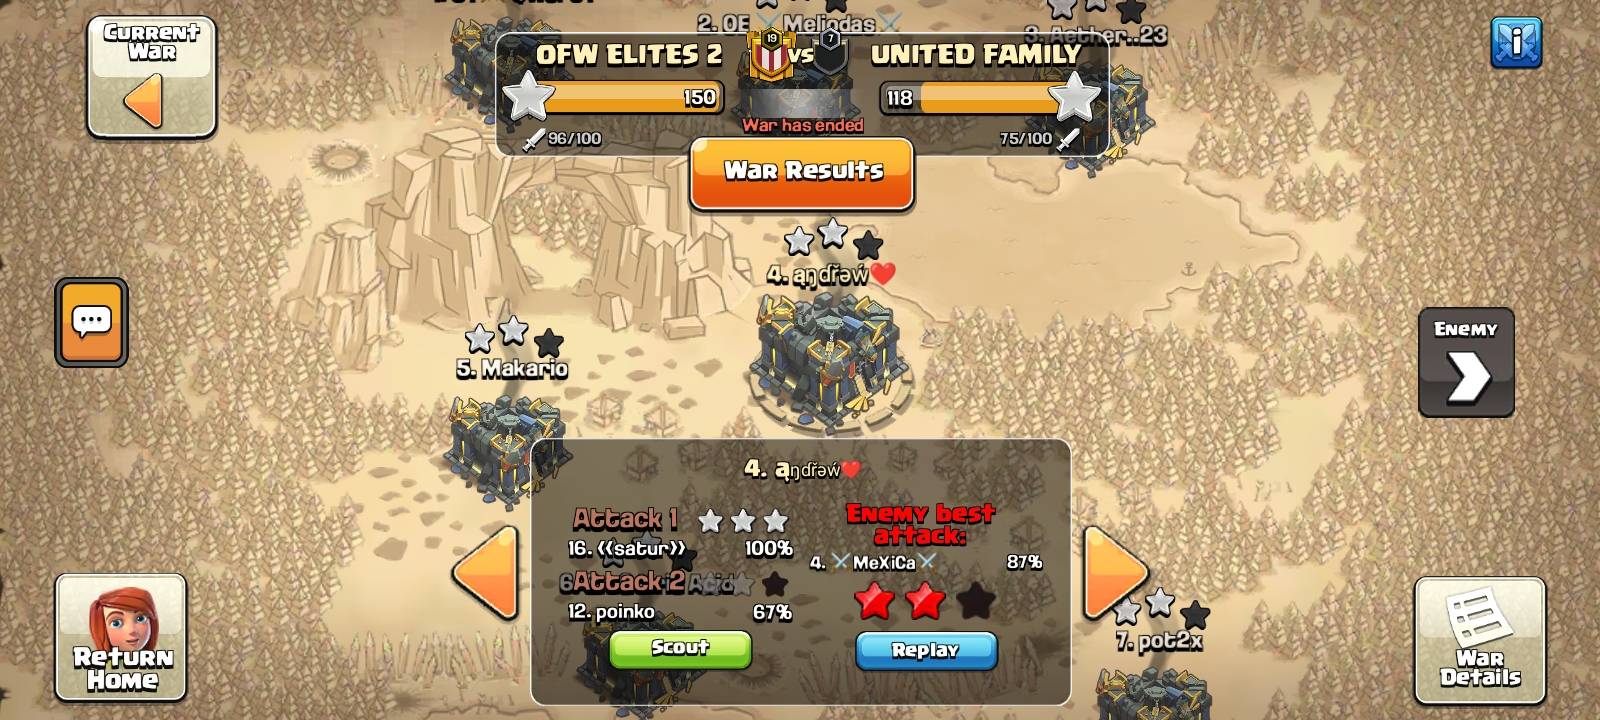 Current War
2. OE ⚔Meliodas⚔
3. Aether..23
OFW ELITES 2
19
vs
7
UNITED FAMILY
150
118
96/100
War has ended
75/100
War Results
4. ąŋďřəẃ❤️
5. Makario
Enemy
4. ąŋďřəẃ❤️
Attack 1
16. ⟪satur⟫ 100%
Attack 2
12. poinko 67%
Scout
Enemy best attack:
4. ⚔MeXiCa⚔ 87%
Replay
7. pot2x
Return Home
War Details